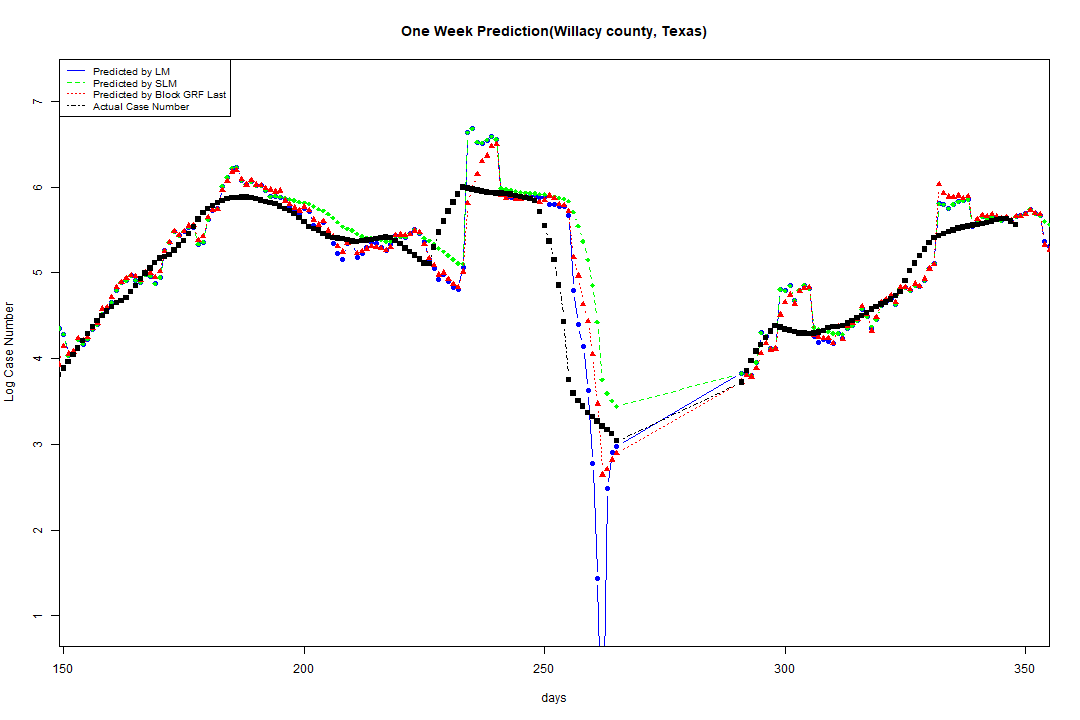 One Week Prediction(Willacy county, Texas)
Predicted by LM
Predicted by SLM
Predicted by Block GRF Last
Actual Case Number
7
6
5
4
3
2
1
Log Case Number
150 200 250 300 350
days